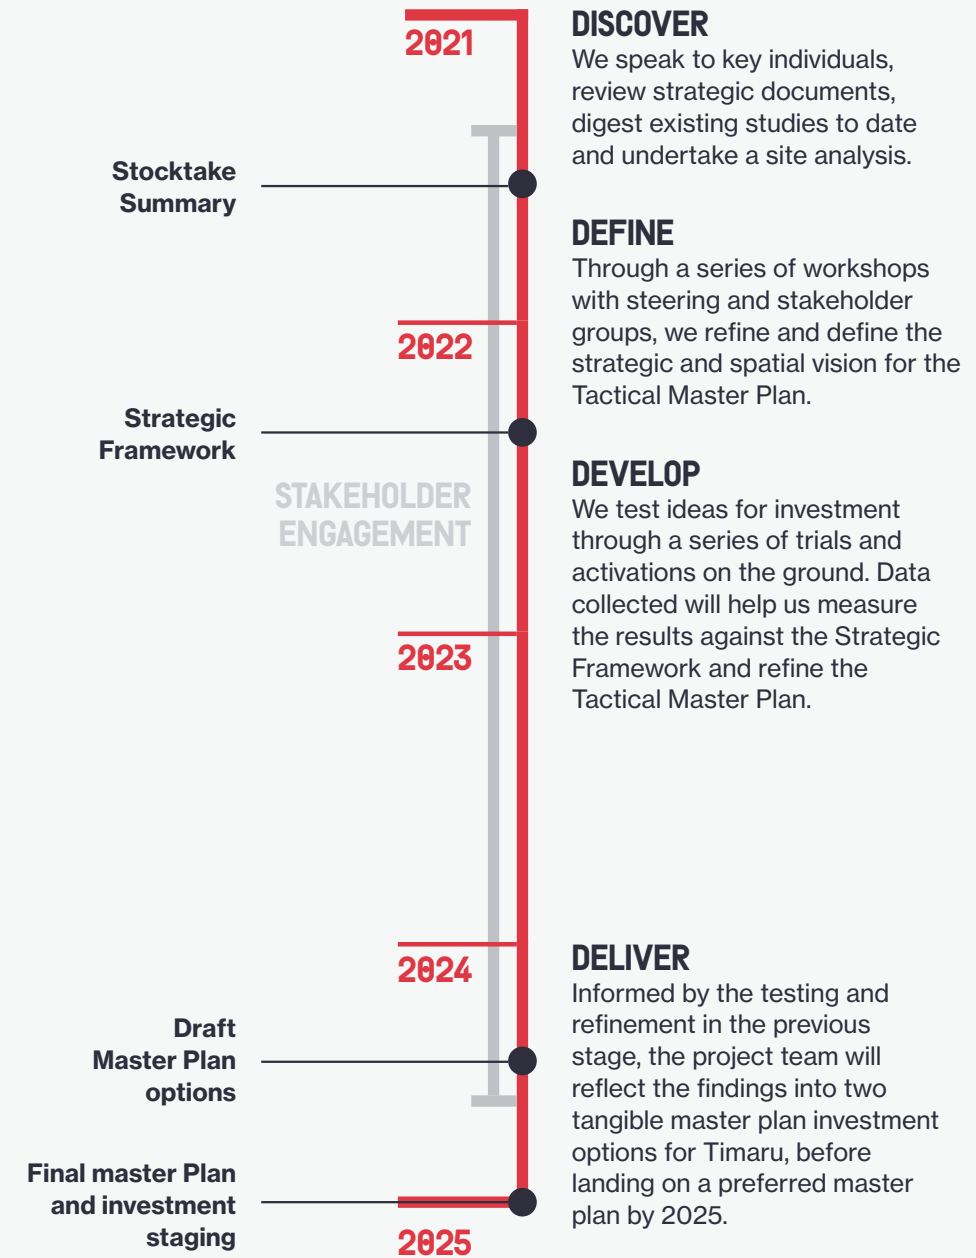 2021
DISCOVER
We speak to key individuals,
review strategic documents,
digest existing studies to date
and undertake a site analysis.
Stocktake
Summary
DEFINE
Through a series of workshops
with steering and stakeholder
groups, we refine and define the
strategic and spatial vision for the
Tactical Master Plan.
2022
Strategic
Framework
STAKEHOLDER
ENGAGEMENT
DEVELOP
We test ideas for investment
through a series of trials and
activations on the ground. Data
collected will help us measure
the results against the Strategic
Framework and refine the
Tactical Master Plan.
2023
2024
DELIVER
Informed by the testing and
refinement in the previous
stage, the project team will
reflect the findings into two
tangible master plan investment
options for Timaru, before
landing on a preferred master
plan by 2025.
Draft
Master Plan
options
Final master Plan
and investment
staging
2025